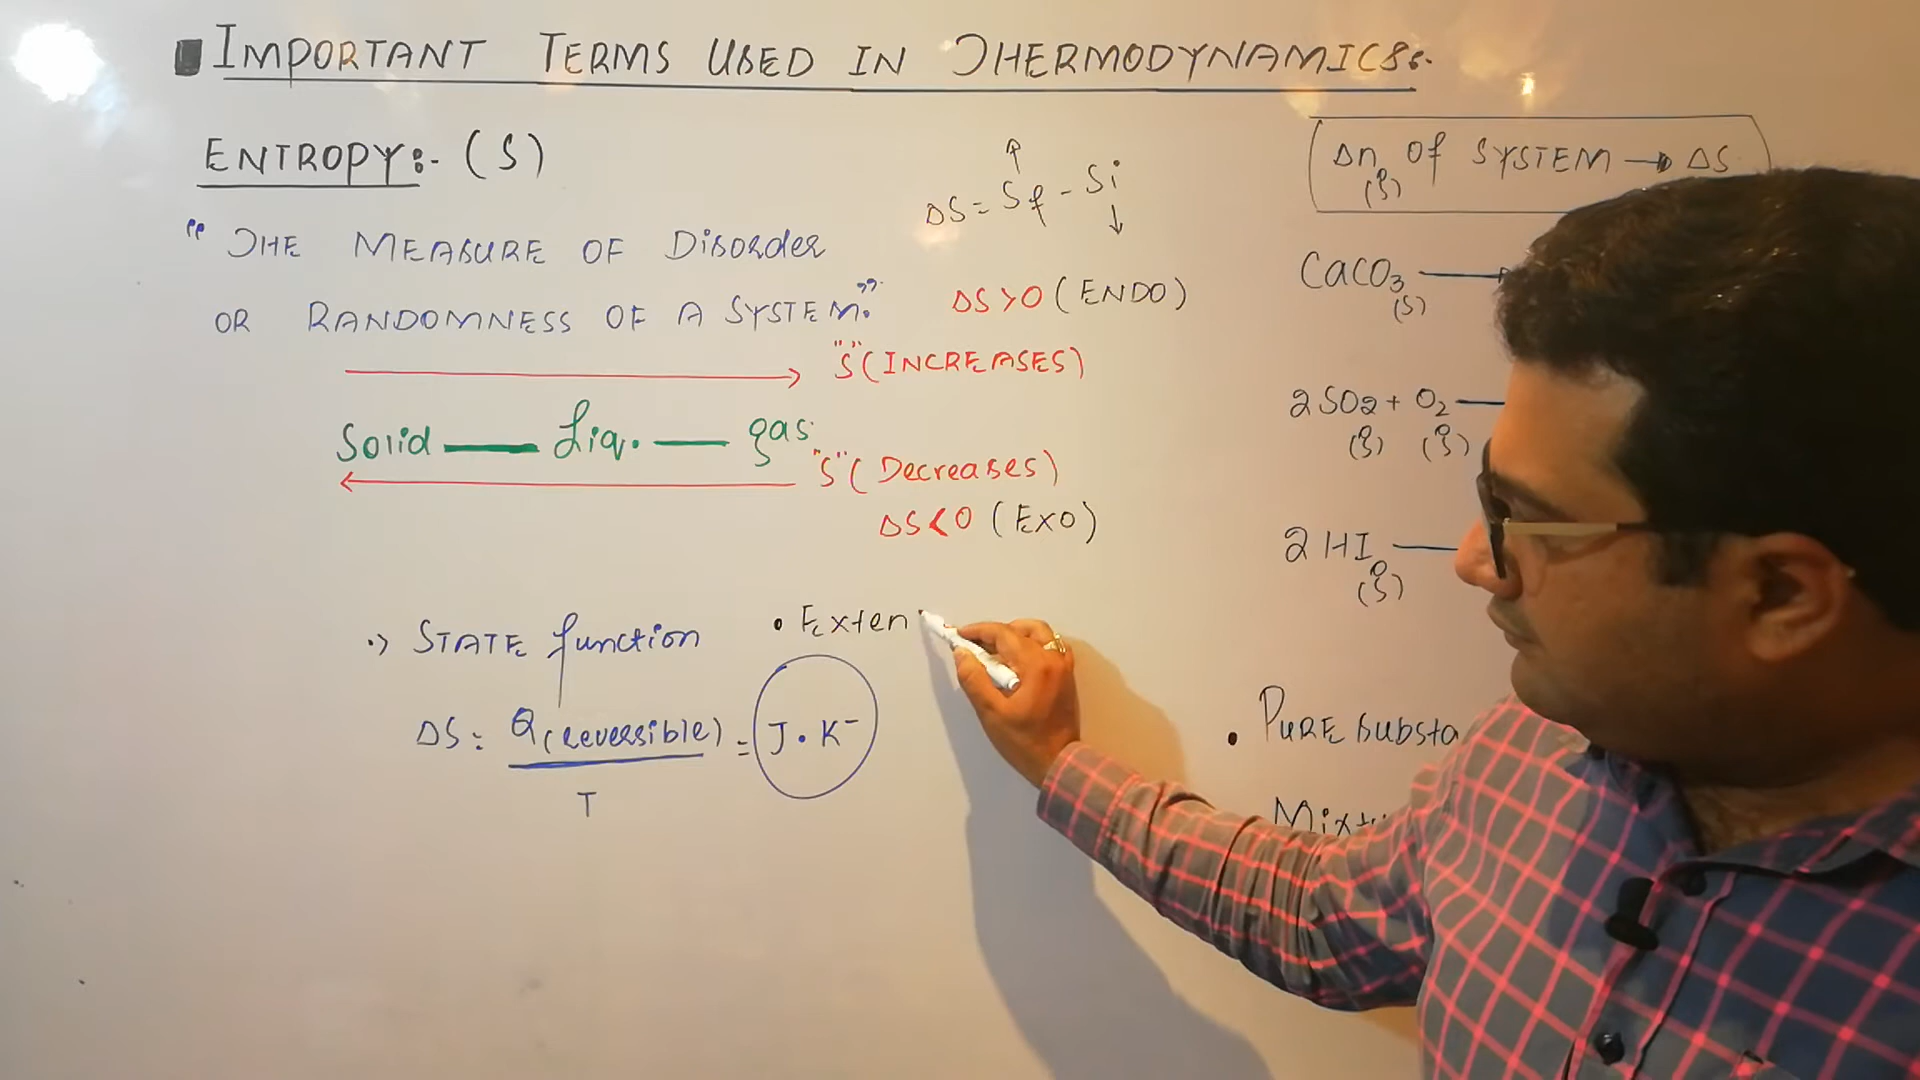 IMPORTANT TERMS USED IN THERMODYNAMICS:-
ENTROPY:- (S)
"THE MEASURE OF DISORDER
OR RANDOMNESS OF A SYSTEM."
ΔS = Sf - Si
ΔS>0 (ENDO)
"S" (INCREASES)
Solid — Liq. — gas
"S" (Decreases)
ΔS<0 (EXO)
STATE function
ΔS = Q(reversible) / T = J.K-
• Exten
Δn(g) OF SYSTEM → ΔS
CaCO3(s)
2SO2(g) + O2(g)
2HI(g)
• PURE Substa
Mixtu